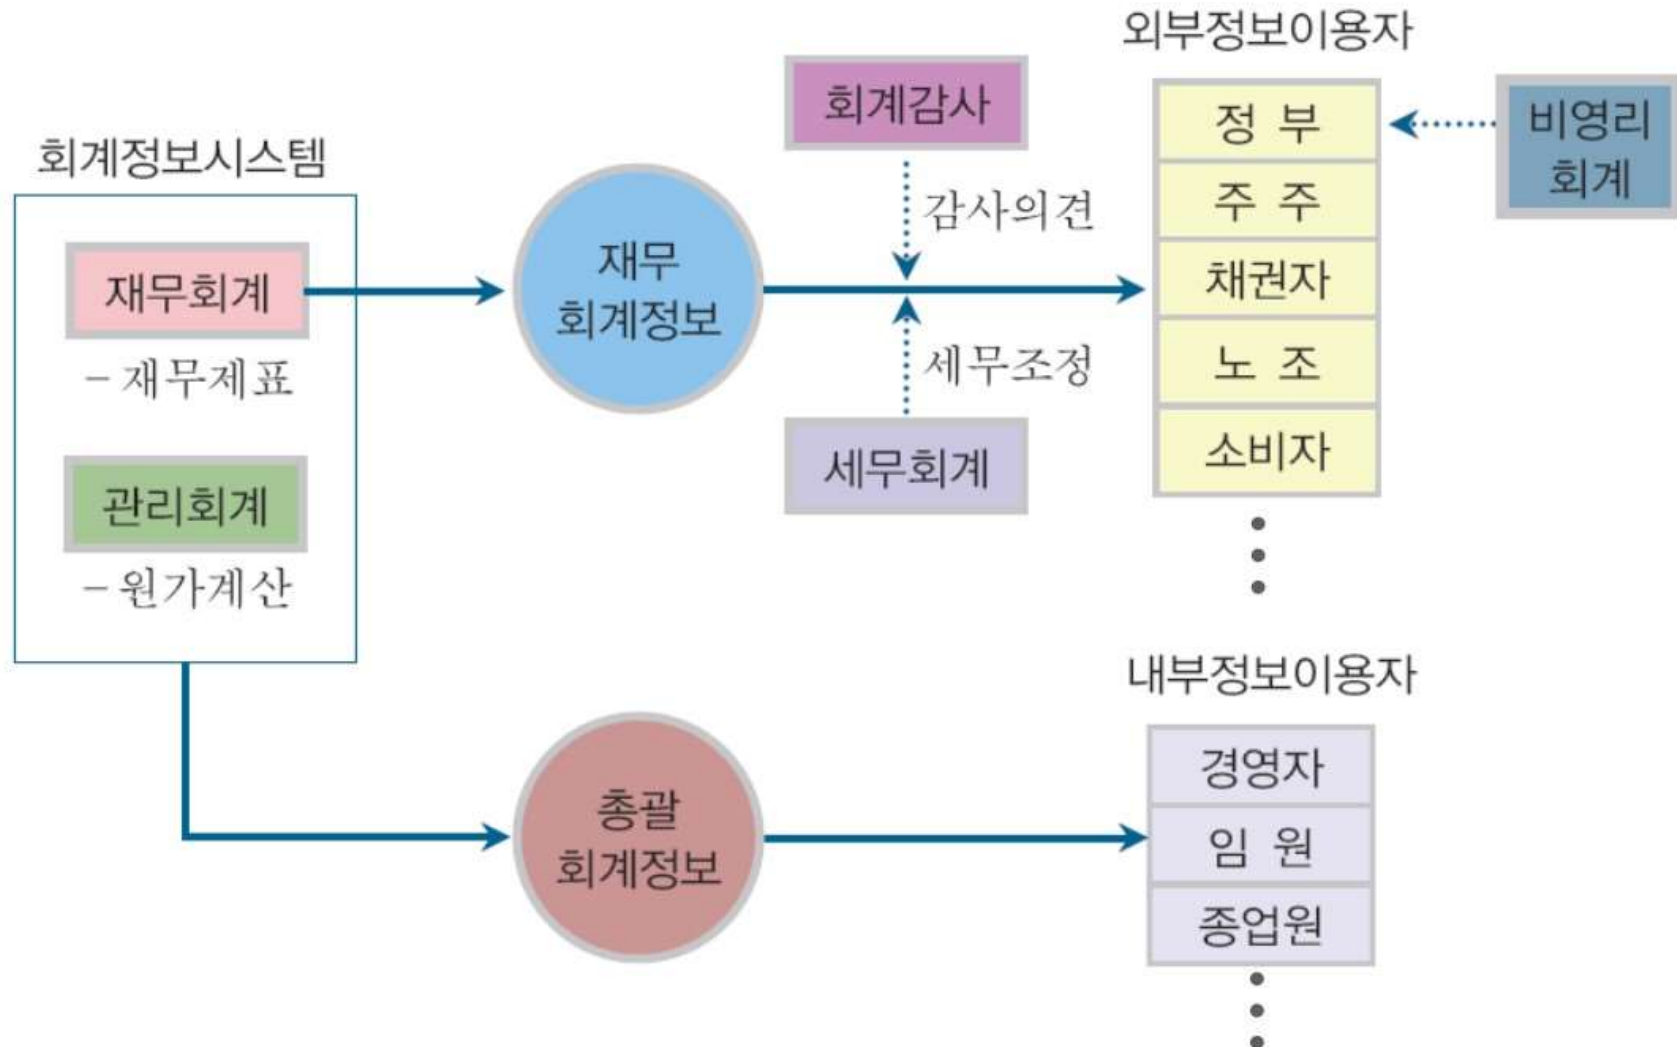 외부정보이용자
회계감사
정 부
비영리
회계
회계정보시스템
감사의견
주 주
재무회계
재무
회계정보
채권자
– 재무제표
세무조정
노 조
관리회계
세무회계
소비자
– 원가계산
내부정보이용자
총괄
회계정보
경영자
임 원
종업원